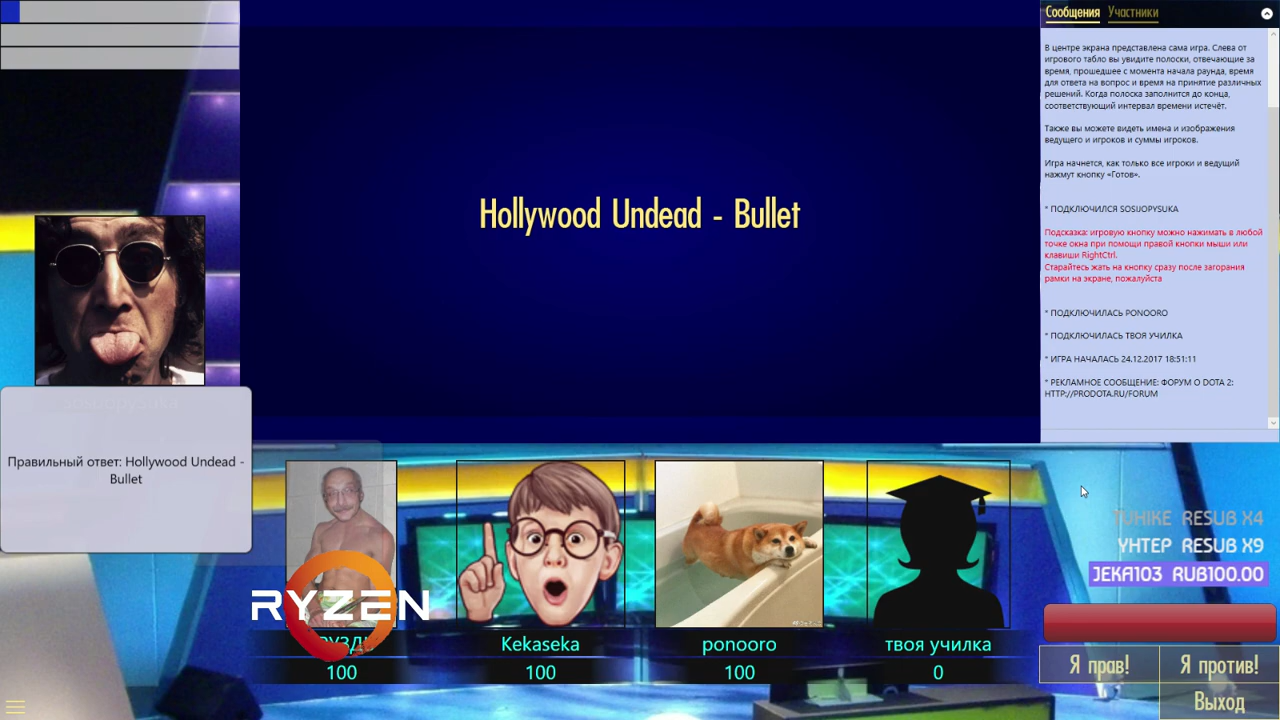 Сообщения Участники
В центре экрана представлена сама игра. Слева от
игрового табло вы увидите полоски, отвечающие за
время, прошедшее с момента начала раунда, время
для ответа на вопрос и время на принятие различных
решений. Когда полоска заполнится до конца,
соответствующий интервал времени истечёт.
Также вы можете видеть имена и изображения
ведущего и игроков и суммы игроков.
Игра начнется, как только все игроки и ведущий
нажмут кнопку «Готов».
* ПОДКЛЮЧИЛСЯ SOSIJOPYSUKA
Подсказка: игровую кнопку можно нажимать в любой
точке окна при помощи правой кнопки мыши или
клавиши RightCtrl.
Старайтесь жать на кнопку сразу после загорания
рамки на экране, пожалуйста
* ПОДКЛЮЧИЛАСЬ PONOORO
* ПОДКЛЮЧИЛАСЬ ТВОЯ УЧИЛКА
* ИГРА НАЧАЛАСЬ 24.12.2017 18:51:11
* РЕКЛАМНОЕ СООБЩЕНИЕ: ФОРУМ О DOTA 2:
HTTP://PRODOTA.RU/FORUM
Hollywood Undead - Bullet
Правильный ответ: Hollywood Undead -
Bullet
RYZEN
Kekaseka
ponooro
твоя училка
100
100
100
0
RESUB X4
УНТЕР RESUB X9
JEKA103 RUB100.00
Я прав!
Я против!
Выход